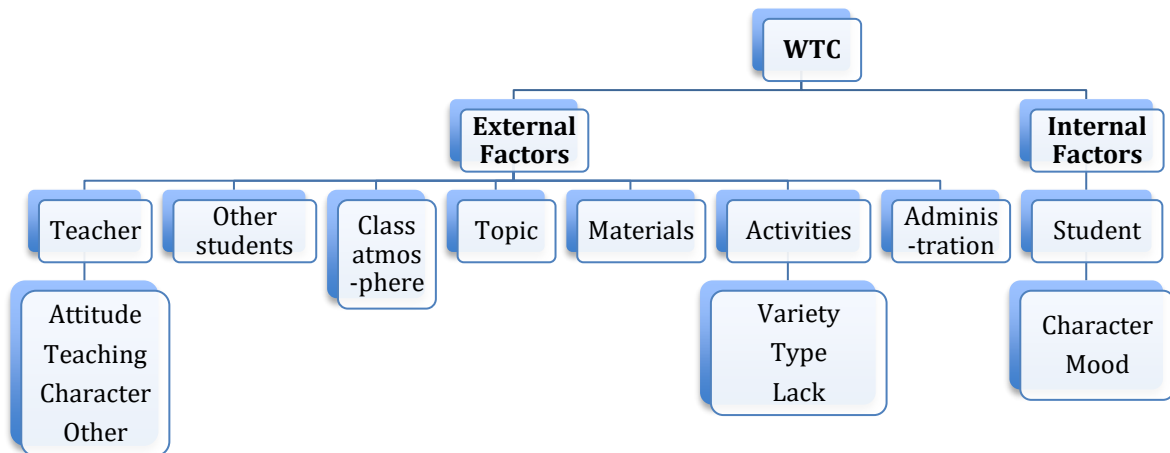 WTC
External
Factors
Internal
Factors
Teacher
Other
students
Class
atmos
-phere
Topic
Materials
Activities
Adminis
-tration
Student
Attitude
Teaching
Character
Other
Variety
Type
Lack
Character
Mood